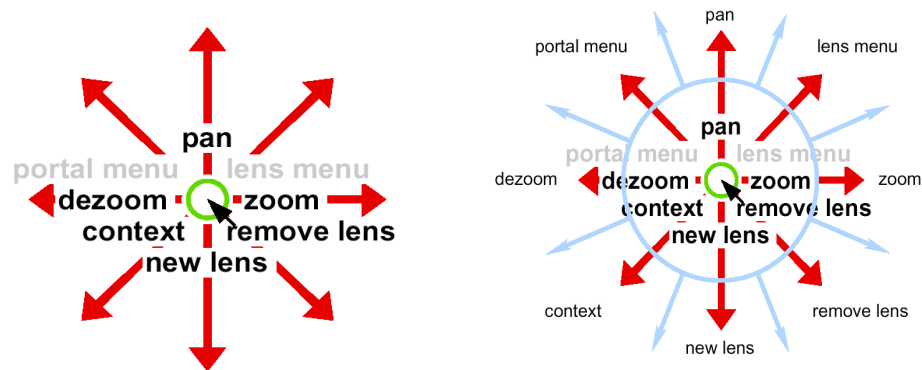 pan
portal menu lens menu
dezoom zoom
context remove lens
new lens
pan
portal menu lens menu
pan
portal menu lens menu
dezoom dezoom zoom zoom
context remove lens
new lens
context remove lens
new lens